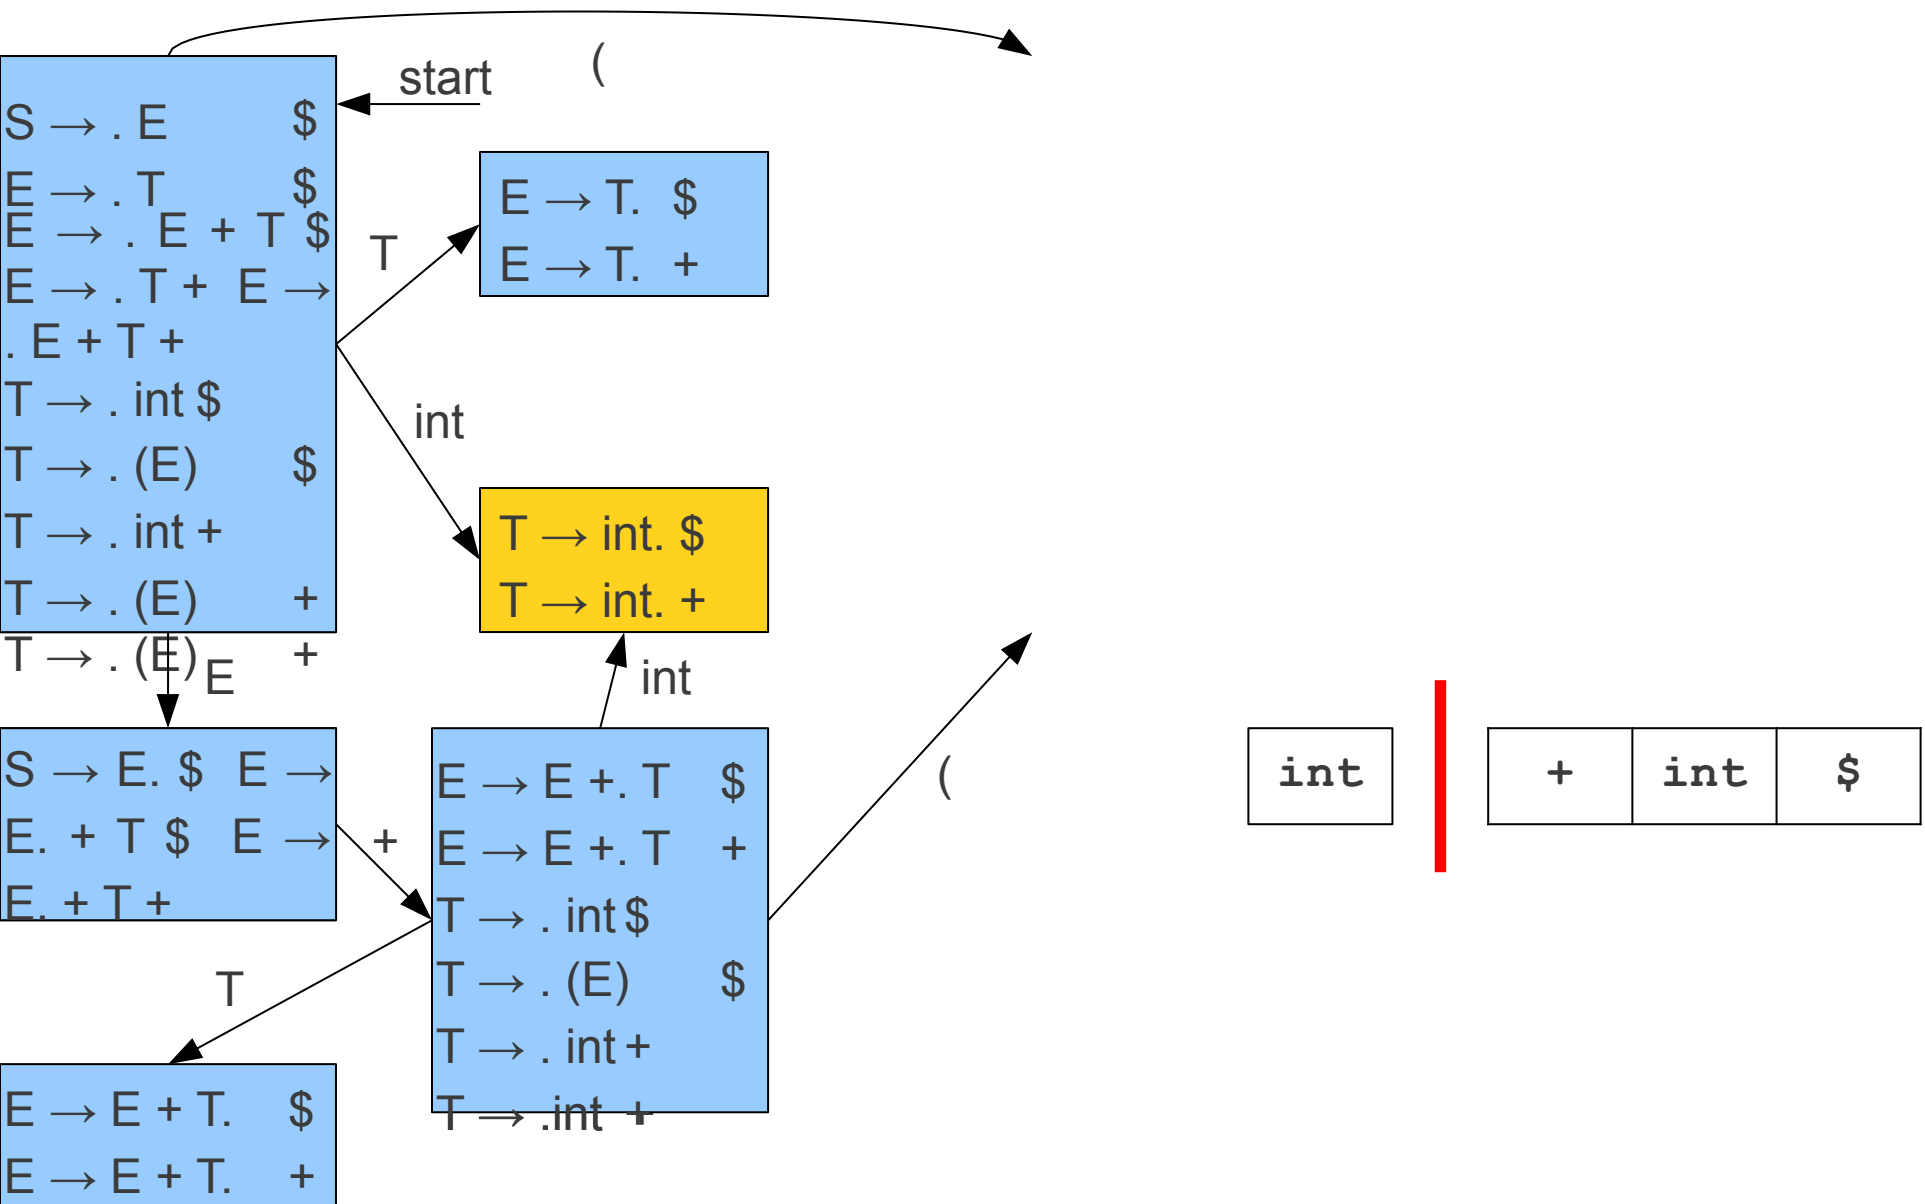 (
start
S → . E $
E → . T $
E → . E + T $
E → . T + E →
. E + T +
T → . int $
T → . (E) $
T → . int +
T → . (E) +
T → . (E) +
T
E → T. $
E → T. +
int
T → int. $
T → int. +
E
int
S → E. $ E →
E. + T $ E →
E. + T +
+
E → E +. T $
E → E +. T +
T → . int $
T → . (E) $
T → . int +
T → .int +
(
int + int $
T
E → E + T. $
E → E + T. +